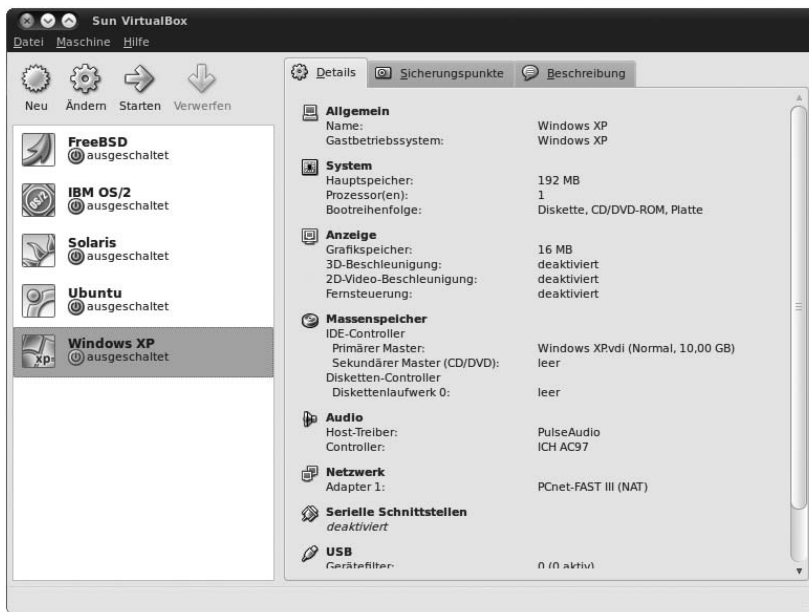 Sun VirtualBox
Datei Maschine Hilfe
Neu Ändern Starten Verwerfen
FreeBSD
ausgeschaltet
IBM OS/2
ausgeschaltet
Solaris
ausgeschaltet
Ubuntu
ausgeschaltet
Windows XP
ausgeschaltet
Details Sicherungspunkte Beschreibung
Allgemein
Name: Windows XP
Gastbetriebssystem: Windows XP
System
Hauptspeicher: 192 MB
Prozessor(en): 1
Bootreihenfolge: Diskette, CD/DVD-ROM, Platte
Anzeige
Grafikspeicher: 16 MB
3D-Beschleunigung: deaktiviert
2D-Video-Beschleunigung: deaktiviert
Fernsteuerung: deaktiviert
Massenspeicher
IDE-Controller
Primärer Master: Windows XP.vdi (Normal, 10,00 GB)
Sekundärer Master (CD/DVD): leer
Disketten-Controller
Diskettenlaufwerk 0: leer
Audio
Host-Treiber: PulseAudio
Controller: ICH AC97
Netzwerk
Adapter 1: PCnet-FAST III (NAT)
Serielle Schnittstellen
deaktiviert
USB
Gerätefilter: 0 (0 aktiv)